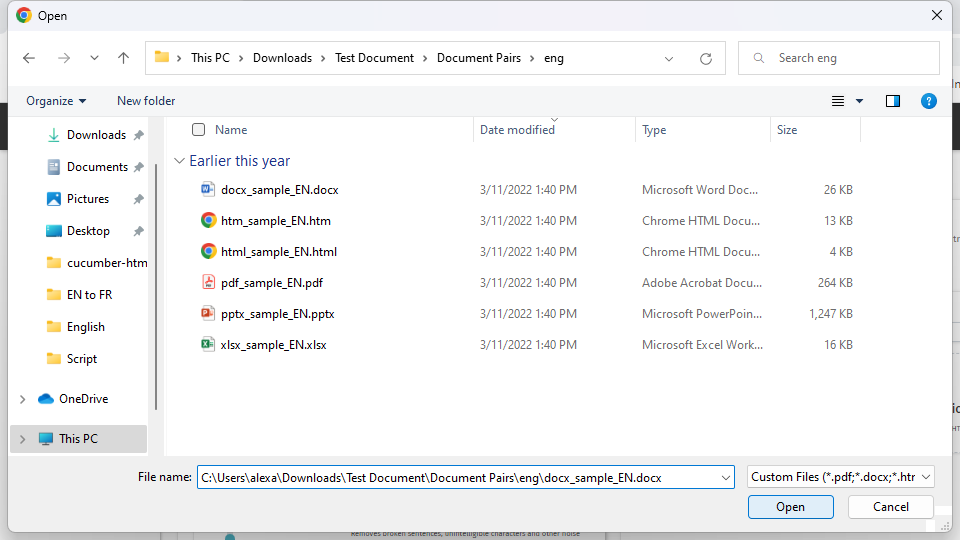 Open
This PC > Downloads > Test Document > Document Pairs > eng
Search eng
Organize
New folder
Downloads
Documents
Pictures
Desktop
cucumber-htm
EN to FR
English
Script
OneDrive
This PC
Name Date modified Type Size
Earlier this year
docx_sample_EN.docx 3/11/2022 1:40 PM Microsoft Word Doc... 26 KB
htm_sample_EN.htm 3/11/2022 1:40 PM Chrome HTML Docu... 13 KB
html_sample_EN.html 3/11/2022 1:40 PM Chrome HTML Docu... 4 KB
pdf_sample_EN.pdf 3/11/2022 1:40 PM Adobe Acrobat Docu... 264 KB
pptx_sample_EN.pptx 3/11/2022 1:40 PM Microsoft PowerPoin... 1,247 KB
xlsx_sample_EN.xlsx 3/11/2022 1:40 PM Microsoft Excel Work... 16 KB
File name: C:\Users\alexa\Downloads\Test Document\Document Pairs\eng\docx_sample_EN.docx
Custom Files (*.pdf;*.docx;*.htr
Open
Cancel
Removes broken sentences, unintelligible characters and other noise